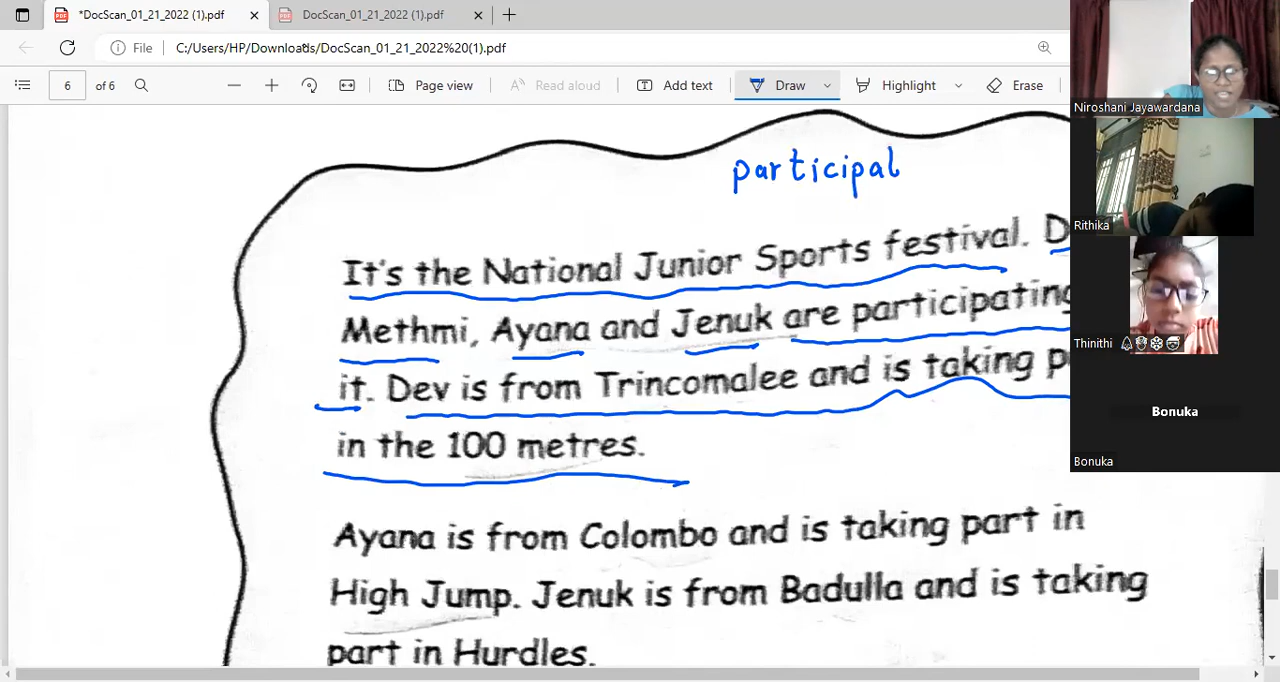 *DocScan_01_21_2022 (1).pdf
DocScan_01_21_2022 (1).pdf
File C:/Users/HP/Downloads/DocScan_01_21_2022%20(1).pdf
6 of 6 Page view Read aloud Add text Draw Highlight Erase
participal
It's the National Junior Sports festival. D
Methmi, Ayana and Jenuk are participating
it. Dev is from Trincomalee and is taking p
in the 100 metres.
Ayana is from Colombo and is taking part in
High Jump. Jenuk is from Badulla and is taking
part in Hurdles.
Niroshani Jayawardana
Rithika
Thinithi
Bonuka
Bonuka